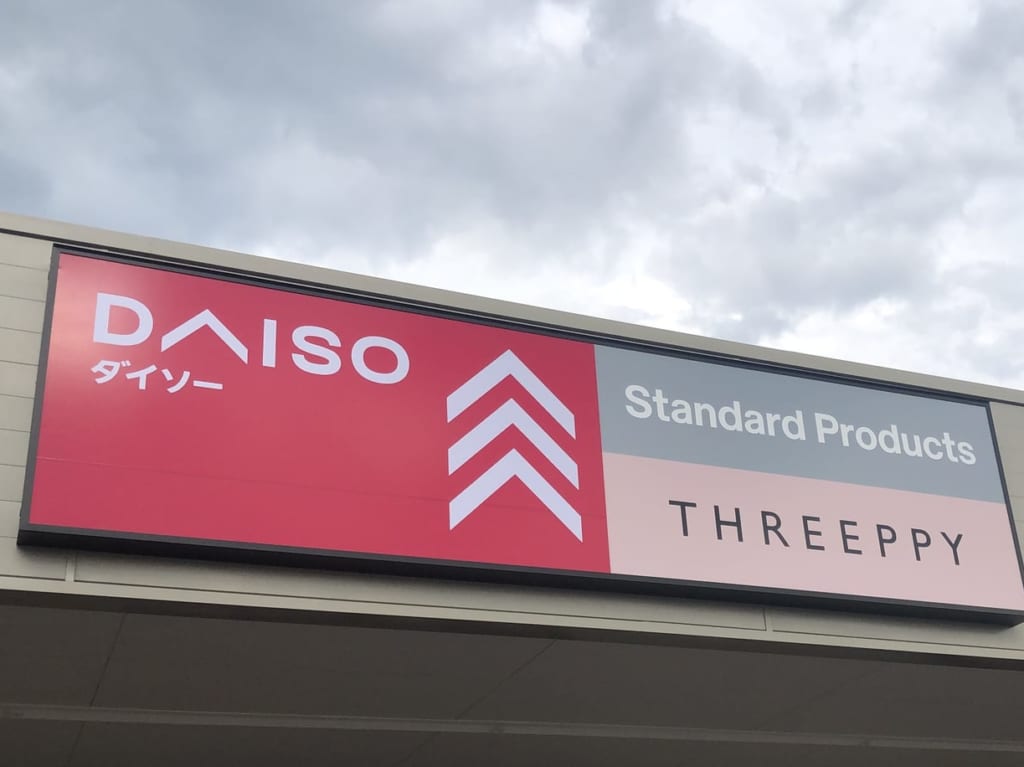 DAISO
ダイソー
Standard Products
THREEPPY